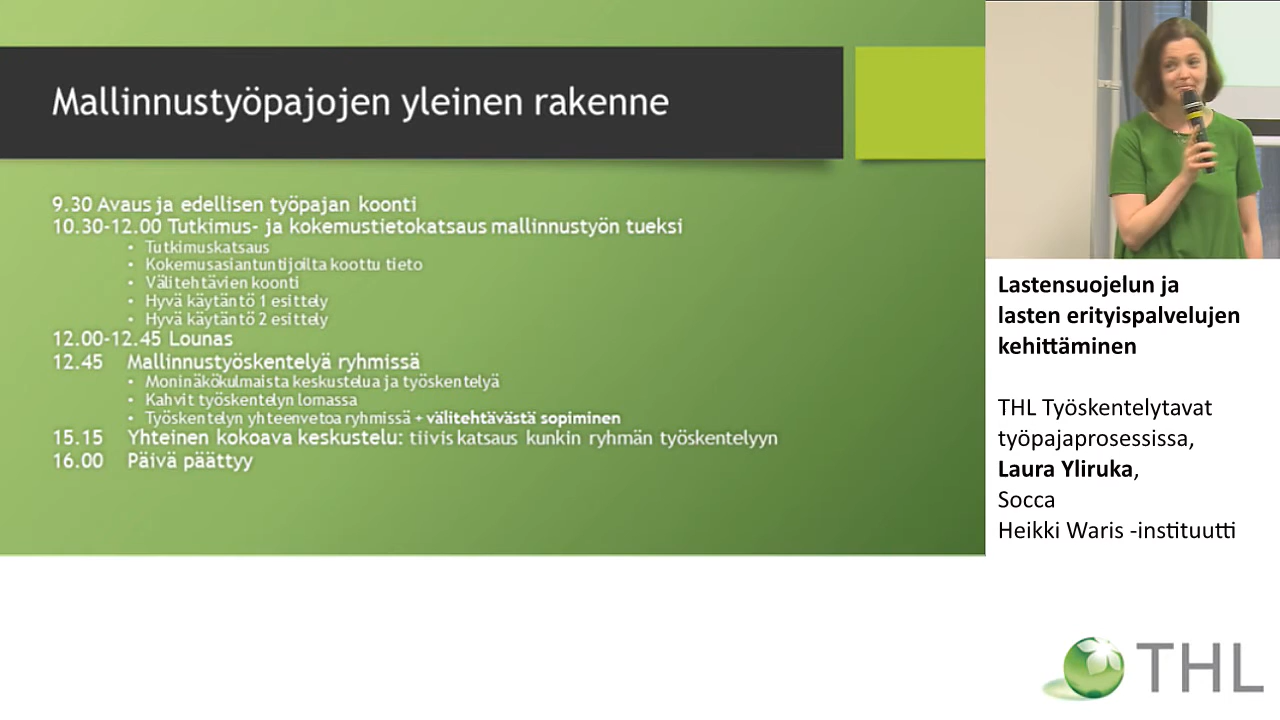 Mallinnustyöpajojen yleinen rakenne
9.30 Avaus ja edellisen työpajan koonti
10.30-12.00 Tutkimus- ja kokemustietokatsaus mallinnustyön tueksi
• Tutkimuskatsaus
• Kokemusasiantuntijoilta koottu tieto
• Välitehtävien koonti
• Hyvä käytäntö 1 esittely
• Hyvä käytäntö 2 esittely
12.00-12.45 Lounas
12.45 Mallinnustyöskentelyä ryhmissä
• Moninäkökulmaista keskustelua ja työskentelyä
• Kahvit työskentelyn lomassa
• Työskentelyn yhteenvetoa ryhmissä + välitehtävästä sopiminen
15.15 Yhteinen kokoava keskustelu: tiivis katsaus kunkin ryhmän työskentelyyn
16.00 Päivä päättyy
Lastensuojelun ja
lasten erityispalvelujen
kehittäminen
THL Työskentelytavat
työpajaprosessissa,
Laura Yliruka,
Socca
Heikki Waris -instituutti
THL